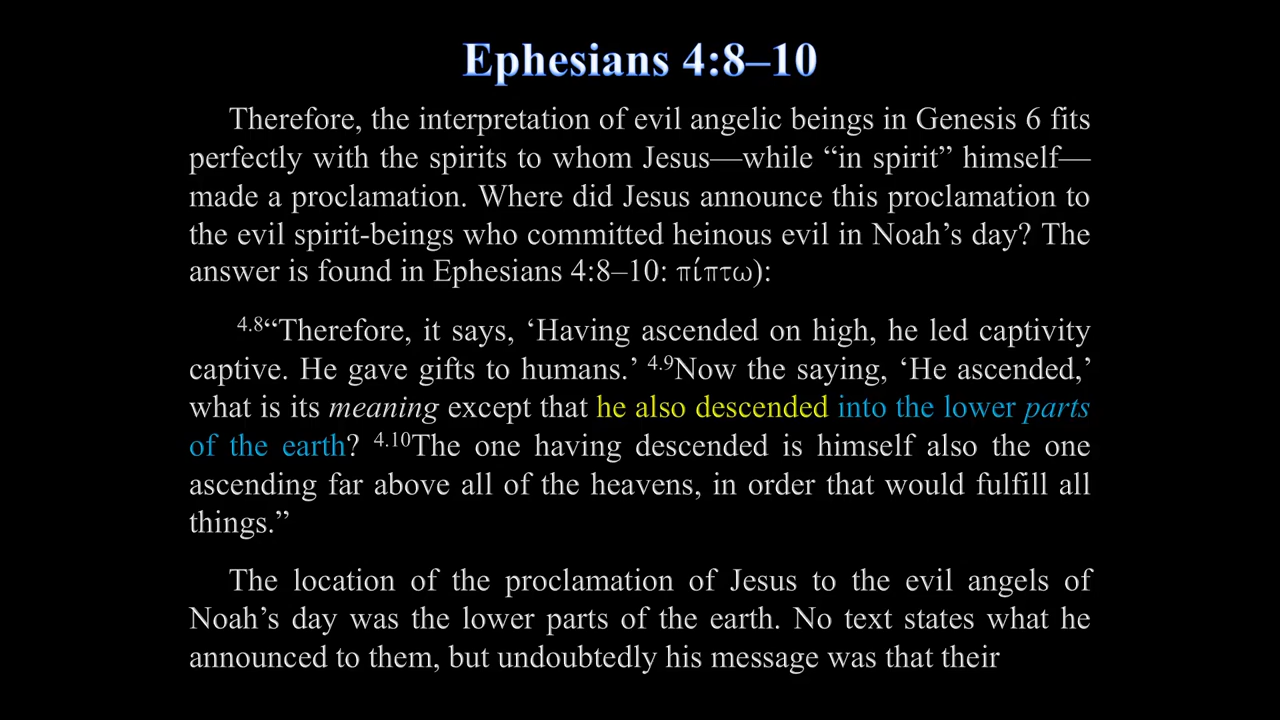 Ephesians 4:8–10
Therefore, the interpretation of evil angelic beings in Genesis 6 fits
perfectly with the spirits to whom Jesus—while “in spirit” himself—
made a proclamation. Where did Jesus announce this proclamation to
the evil spirit-beings who committed heinous evil in Noah’s day? The
answer is found in Ephesians 4:8–10: πίπτω):
4.8“Therefore, it says, ‘Having ascended on high, he led captivity
captive. He gave gifts to humans.’ 4.9Now the saying, ‘He ascended,’
what is its meaning except that he also descended into the lower parts
of the earth? 4.10The one having descended is himself also the one
ascending far above all of the heavens, in order that would fulfill all
things.”
The location of the proclamation of Jesus to the evil angels of
Noah’s day was the lower parts of the earth. No text states what he
announced to them, but undoubtedly his message was that their